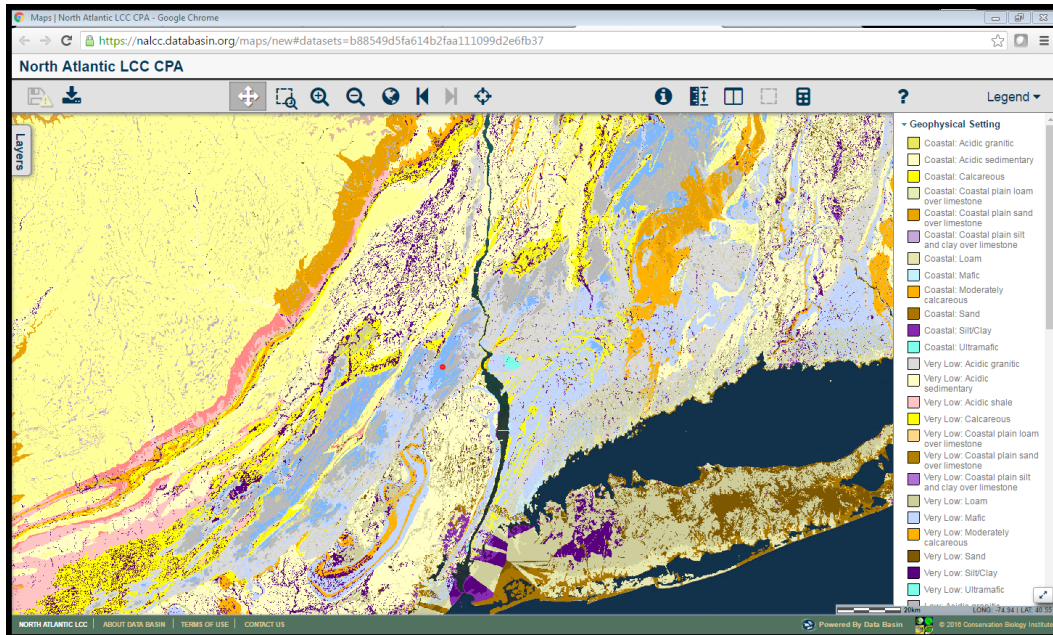 Maps | North Atlantic LCC CPA - Google Chrome
https://nalcc.databasin.org/maps/new#datasets=b88549d5fa614b2faa111099d2e6fb37
North Atlantic LCC CPA
?
Legend
Layers
Geophysical Setting
Coastal: Acidic granitic
Coastal: Acidic sedimentary
Coastal: Calcareous
Coastal: Coastal plain loam
over limestone
Coastal: Coastal plain sand
over limestone
Coastal: Coastal plain silt
and clay over limestone
Coastal: Loam
Coastal: Mafic
Coastal: Moderately
calcareous
Coastal: Sand
Coastal: Silt/Clay
Coastal: Ultramafic
Very Low: Acidic granitic
Very Low: Acidic
sedimentary
Very Low: Acidic shale
Very Low: Calcareous
Very Low: Coastal plain loam
over limestone
Very Low: Coastal plain sand
over limestone
Very Low: Coastal plain silt
and clay over limestone
Very Low: Loam
Very Low: Mafic
Very Low: Moderately
calcareous
Very Low: Sand
Very Low: Silt/Clay
Very Low: Ultramafic
20km
LONG: -74.94 | LAT: 40.55
NORTH ATLANTIC LCC | ABOUT DATA BASIN | TERMS OF USE | CONTACT US
Powered By Data Basin
© 2016 Conservation Biology Institute